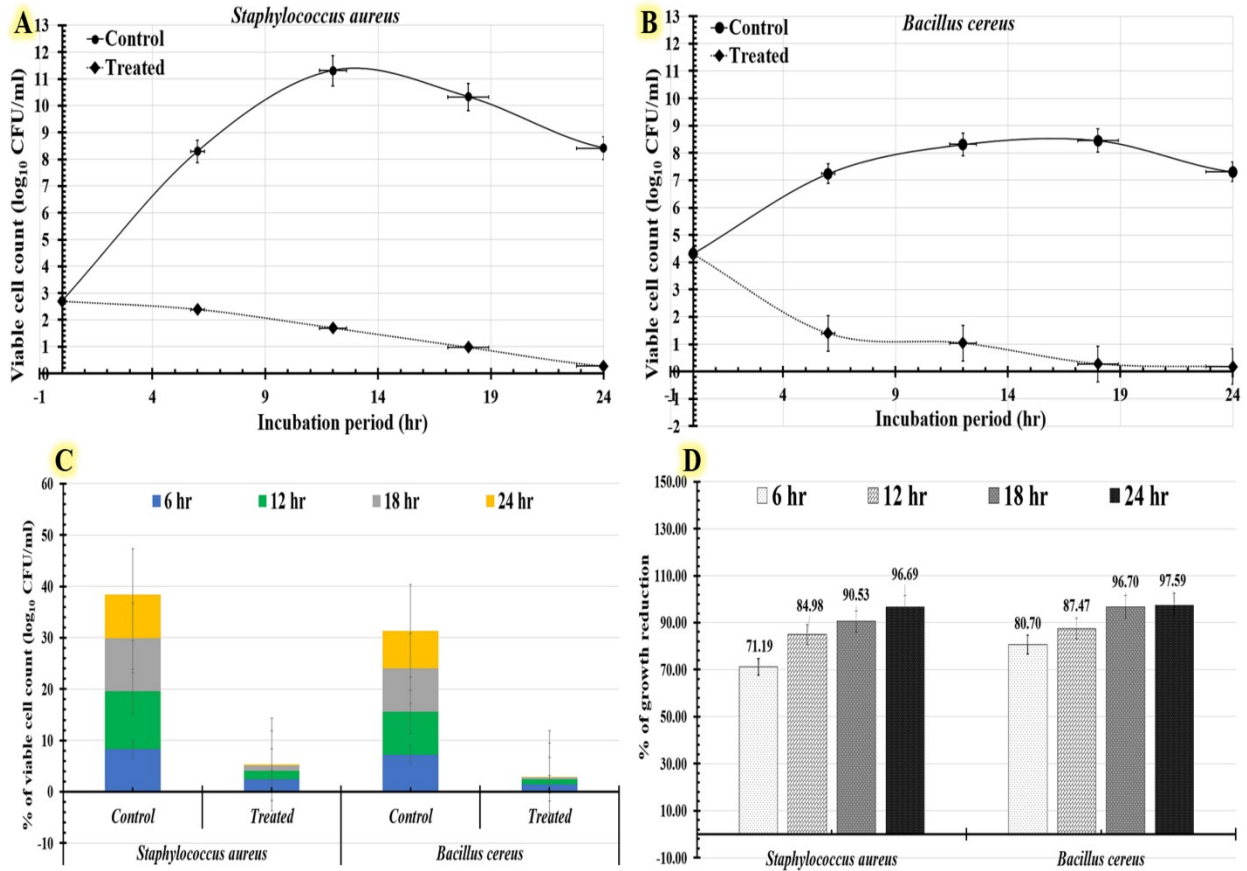 A
Staphylococcus aureus
Control
Treated
13
12
11
10
9
8
7
6
5
4
3
2
1
0
-1
4
9
14
19
24
Viable cell count (log10 CFU/ml)
Incubation period (hr)
B
Bacillus cereus
Control
Treated
13
12
11
10
9
8
7
6
5
4
3
2
1
0
-1
-2
-1
4
9
14
19
24
Viable cell count (log10 CFU/ml)
Incubation period (hr)
C
6 hr 12 hr 18 hr 24 hr
60
50
40
30
20
10
0
-10
% of viable cell count (log10 CFU/ml)
Control Treated Control Treated
Staphylococcus aureus Bacillus cereus
D
6 hr 12 hr 18 hr 24 hr
150.00
130.00
110.00
90.00
70.00
50.00
30.00
10.00
-10.00
% of growth reduction
71.19 84.98 90.53 96.69 80.70 87.47 96.70 97.59
Staphylococcus aureus Bacillus cereus